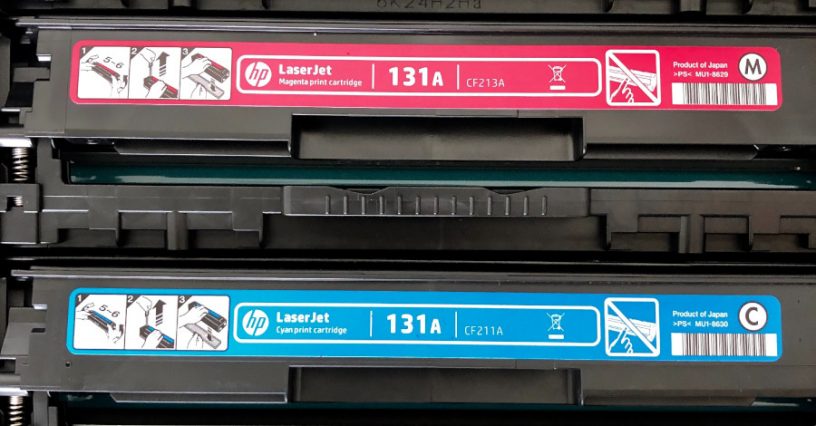 1 5-6 2 3
hp LaserJet
Magenta print cartridge
131A
CF213A
Product of Japan
>PS< MU1-8629
M
1 5-6 2 3
hp LaserJet
Cyan print cartridge
131A
CF211A
Product of Japan
>PS< MU1-8630
C